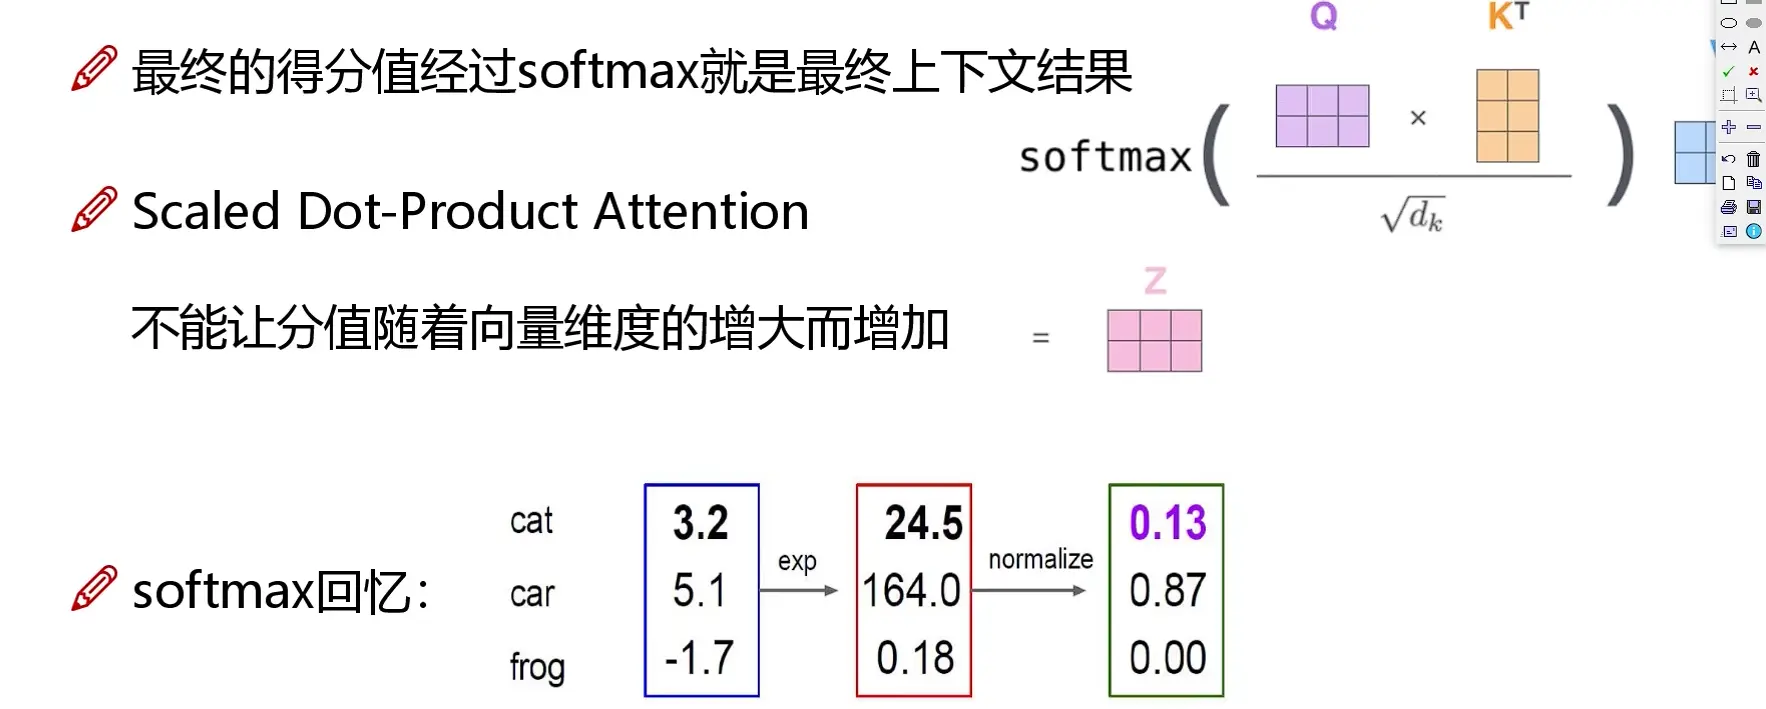 最终的得分值经过softmax就是最终上下文结果
Q
Kᵀ
softmax( × / √dₖ )
Scaled Dot-Product Attention
Z
不能让分值随着向量维度的增大而增加
=
softmax回忆：
cat 3.2 24.5 0.13
exp normalize
car 5.1 164.0 0.87
frog -1.7 0.18 0.00